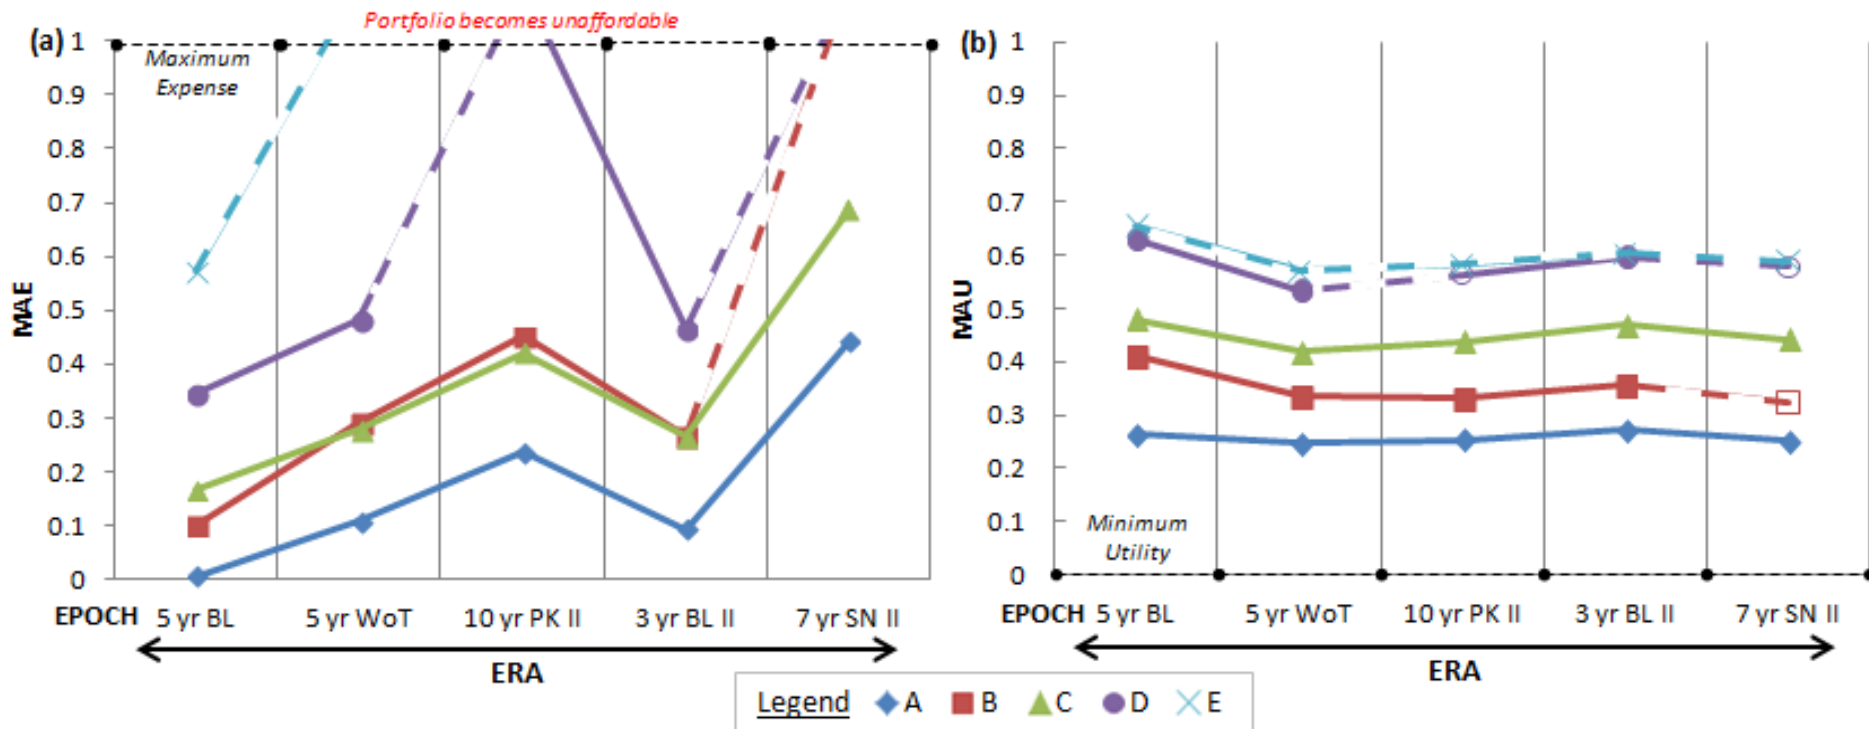 Portfolio becomes unaffordable
(a)
1
0.9
0.8
0.7
0.6
0.5
0.4
0.3
0.2
0.1
0
MAE
Maximum
Expense
EPOCH 5 yr BL 5 yr WoT 10 yr PK II 3 yr BL II 7 yr SN II
ERA
(b)
1
0.9
0.8
0.7
0.6
0.5
0.4
0.3
0.2
0.1
0
MAU
Minimum
Utility
EPOCH 5 yr BL 5 yr WoT 10 yr PK II 3 yr BL II 7 yr SN II
ERA
Legend A B C D E